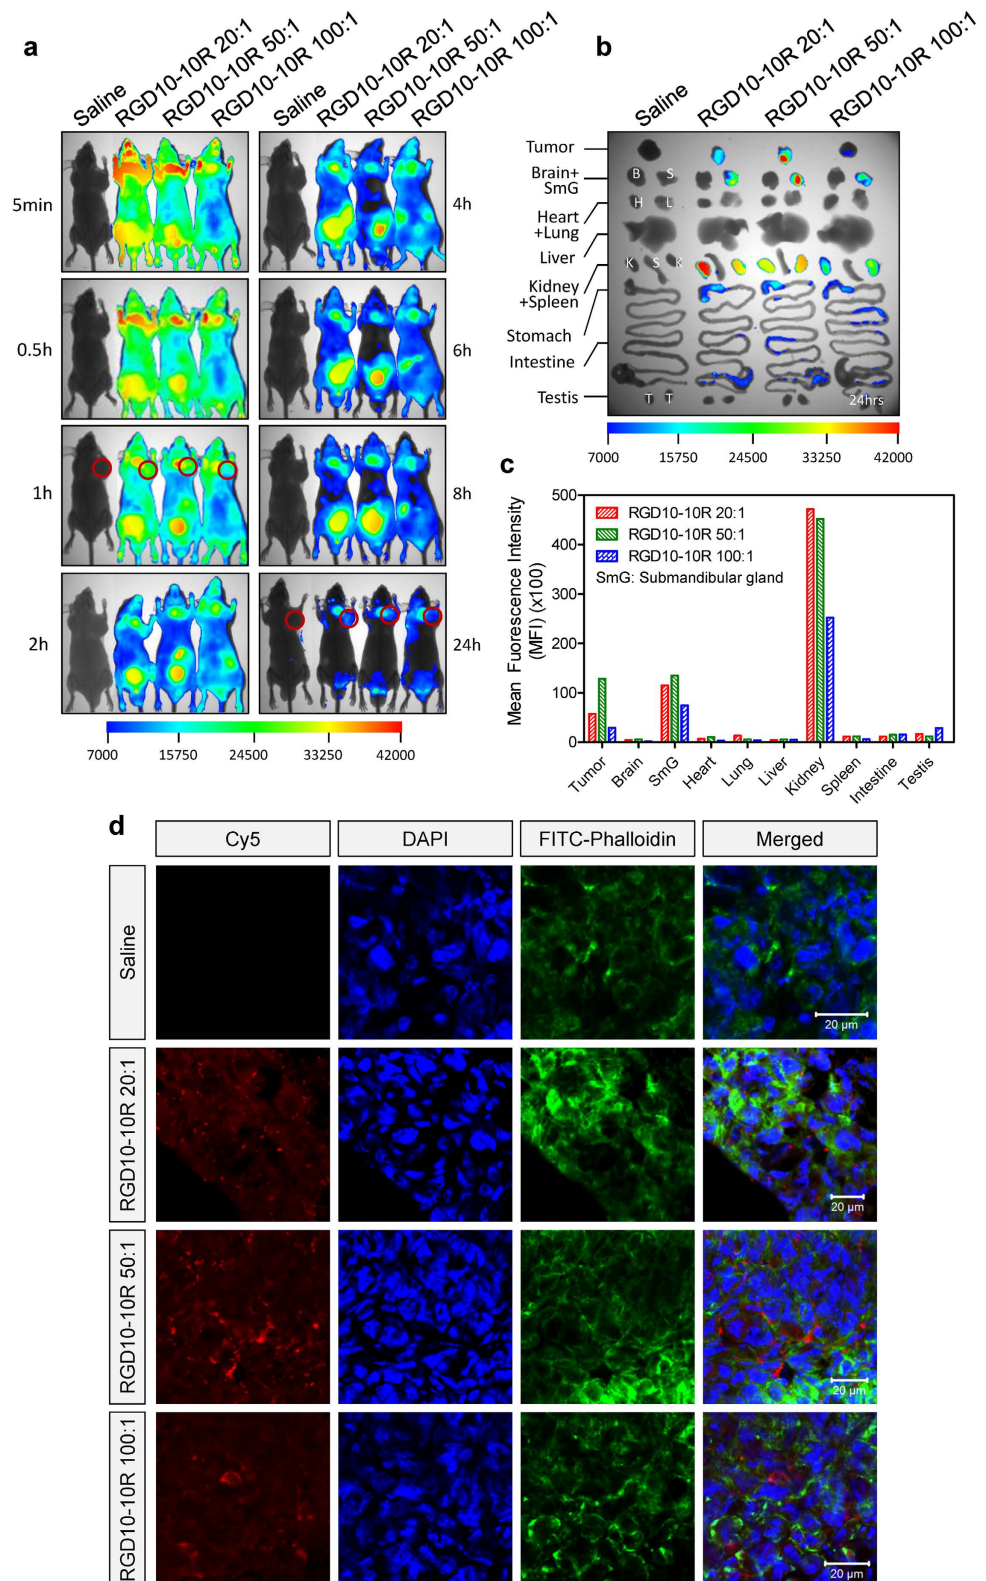 a
Saline
RGD10-10R 20:1
RGD10-10R 50:1
RGD10-10R 100:1
Saline
RGD10-10R 20:1
RGD10-10R 50:1
RGD10-10R 100:1
5min
4h
0.5h
6h
1h
8h
2h
24h
7000 15750 24500 33250 42000
b
Saline
RGD10-10R 20:1
RGD10-10R 50:1
RGD10-10R 100:1
Tumor
Brain+
SmG
Heart
+Lung
Liver
Kidney
+Spleen
Stomach
Intestine
Testis
B S
H L
K S K
T T
24hrs
7000 15750 24500 33250 42000
c
Mean Fluorescence Intensity
(MFI) (x100)
500
400
300
200
100
0
RGD10-10R 20:1
RGD10-10R 50:1
RGD10-10R 100:1
SmG: Submandibular gland
Tumor
Brain
SmG
Heart
Lung
Liver
Kidney
Spleen
Intestine
Testis
d
Cy5 DAPI FITC-Phalloidin Merged
Saline
20 µm
RGD10-10R 20:1
20 µm
RGD10-10R 50:1
20 µm
RGD10-10R 100:1
20 µm